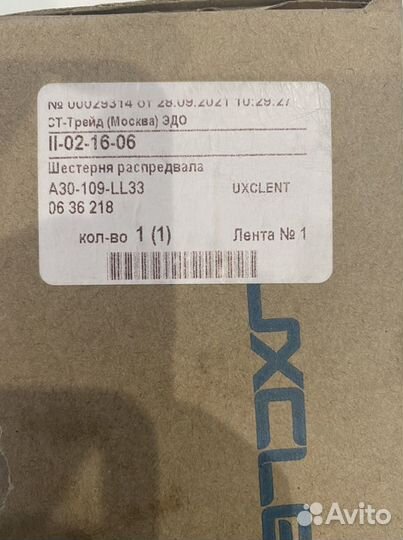 № 00029314 от 28.09.2021 10:29:27
СТ-Трейд (Москва) ЭДО
II-02-16-06
Шестерня распредвала
A30-109-LL33 UXCLENT
06 36 218
кол-во 1 (1) Лента № 1
UXCLE
Avito